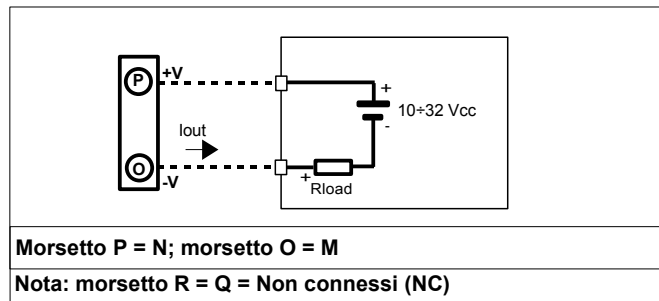 P
+V
+
10÷32 Vcc
-
Iout
O
-V
+
Rload
Morsetto P = N; morsetto O = M
Nota: morsetto R = Q = Non connessi (NC)